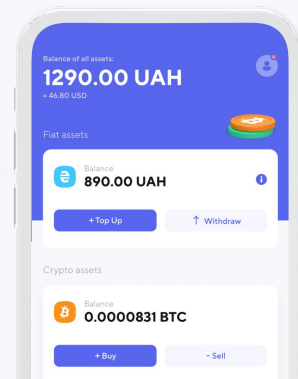 Balance of all assets:
1290.00 UAH
≈ 46.80 USD
Fiat assets
Balance
890.00 UAH
+ Top Up
↑ Withdraw
Crypto assets
Balance
0.0000831 BTC
+ Buy
- Sell